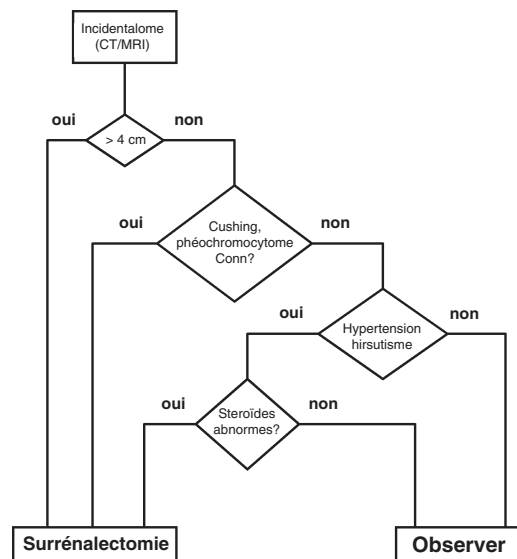 Incidentalome
(CT/MRI)
oui
non
> 4 cm
oui
non
Cushing,
phéochromocytome
Conn?
oui
non
Hypertension
hirsutisme
oui
non
Steroïdes
abnormes?
Surrénalectomie
Observer